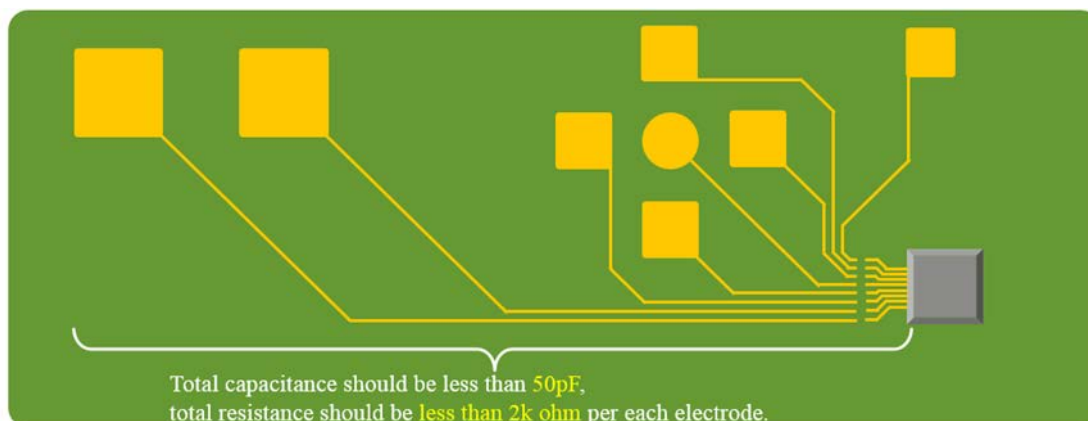 Total capacitance should be less than 50pF,
total resistance should be less than 2k ohm per each electrode.